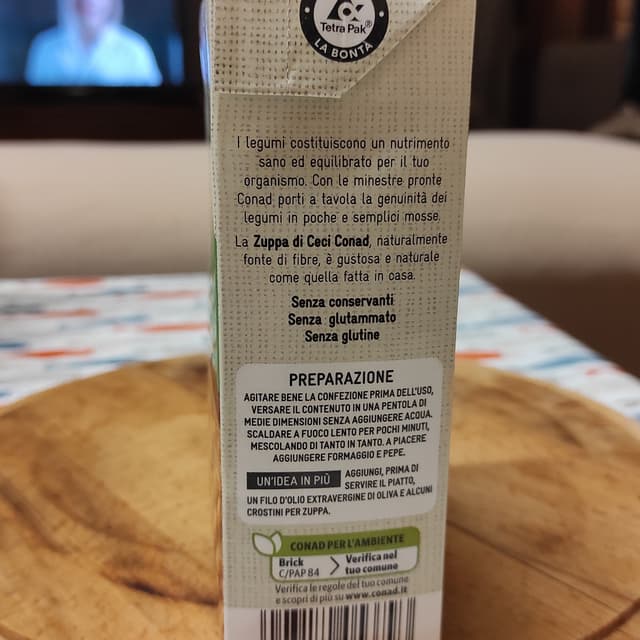 Tetra Pak®
LA BONTA
I legumi costituiscono un nutrimento
sano ed equilibrato per il tuo
organismo. Con le minestre pronte
Conad porti a tavola la genuinità dei
legumi in poche e semplici mosse.
La Zuppa di Ceci Conad, naturalmente
fonte di fibre, è gustosa e naturale
come quella fatta in casa.
Senza conservanti
Senza glutammato
Senza glutine
PREPARAZIONE
AGITARE BENE LA CONFEZIONE PRIMA DELL'USO,
VERSARE IL CONTENUTO IN UNA PENTOLA DI
MEDIE DIMENSIONI SENZA AGGIUNGERE ACQUA.
SCALDARE A FUOCO LENTO PER POCHI MINUTI,
MESCOLANDO DI TANTO IN TANTO. A PIACERE
AGGIUNGERE FORMAGGIO E PEPE.
UN'IDEA IN PIÙ AGGIUNGI, PRIMA DI
SERVIRE IL PIATTO,
UN FILO D'OLIO EXTRAVERGINE DI OLIVA E ALCUNI
CROSTINI PER ZUPPA.
CONAD PER L'AMBIENTE
Brick
C/PAP 84
Verifica nel
tuo comune
Verifica le regole del tuo comune
e scopri di più su www.conad.it